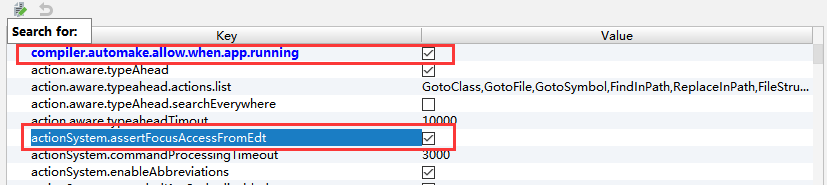 Search for:
Key Value
compiler.automake.allow.when.app.running
action.aware.typeAhead
action.aware.typeahead.actions.list GotoClass,GotoFile,GotoSymbol,FindInPath,ReplaceInPath,FileStru...
action.aware.typeAhead.searchEverywhere
action.aware.typeaheadTimout 10000
actionSystem.assertFocusAccessFromEdt
actionSystem.commandProcessingTimeout 3000
actionSystem.enableAbbreviations